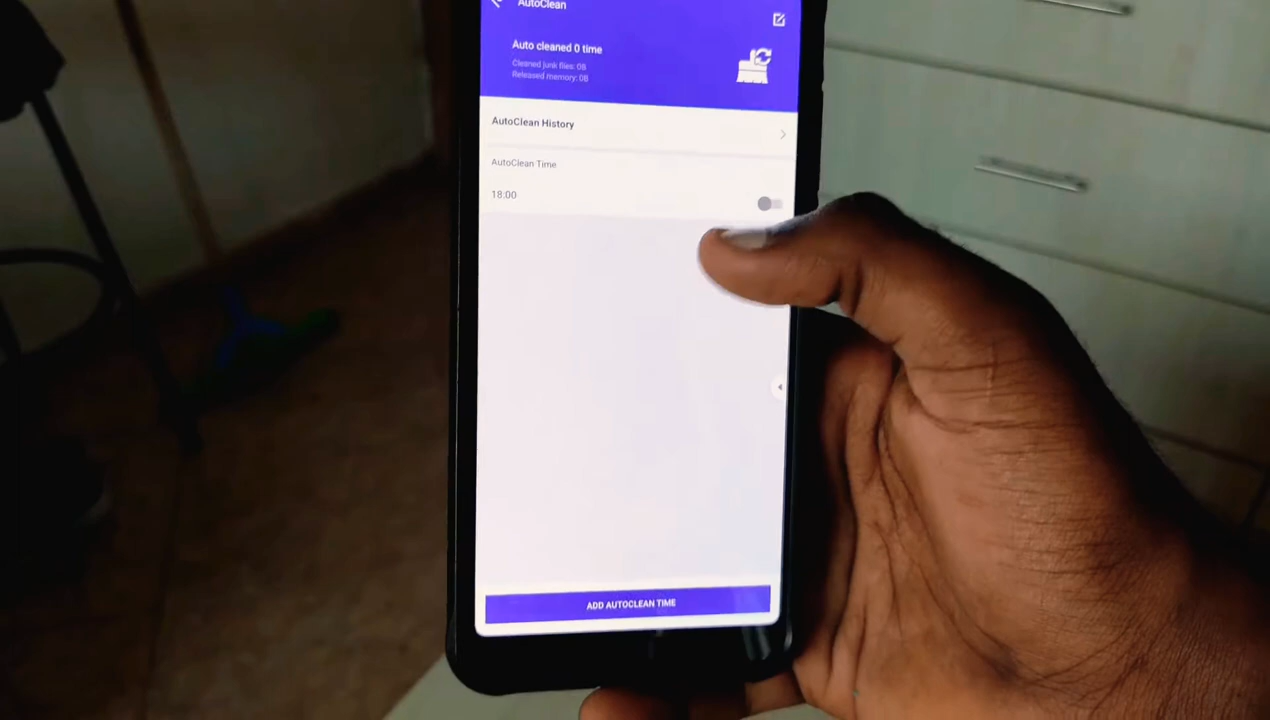 AutoClean
Auto cleaned 0 time
Cleaned junk files: 0B
Released memory: 0B
AutoClean History
AutoClean Time
18:00
ADD AUTOCLEAN TIME